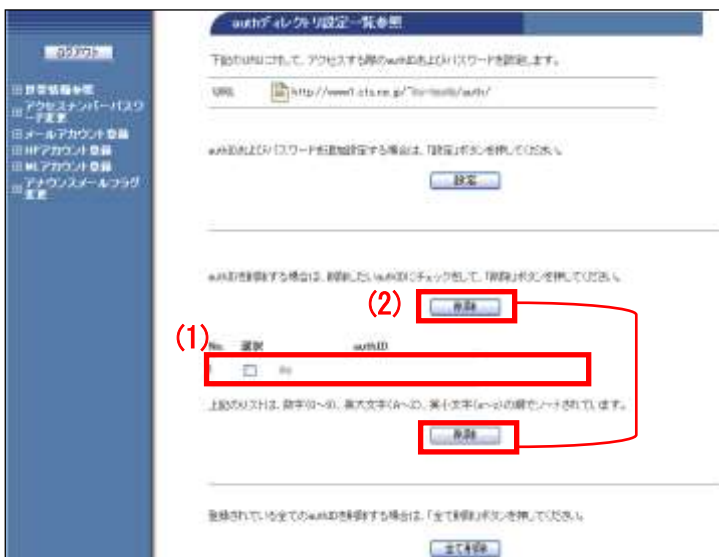 authディレクトリ設定一覧参照
ログアウト
下記のURLに対して、アクセスする際のauthIDおよびパスワードを設定します。
URL
authIDおよびパスワードを追加設定する場合は、「設定」ボタンを押してください。
設定
アクセスナンバーパスワード変更
メールアカウント登録
HPアカウント登録
MLアカウント登録
アナウンスメールフラグ変更
authIDを削除する場合は、削除したいauthIDにチェックをして、「削除」ボタンを押してください。
(2)
削除
(1)
No. 選択 authID
上記のリストは、数字(0～9)、英大文字(A～Z)、英小文字(a～z)の順でソートされています。
削除
登録されている全てのauthIDを削除する場合は、「全て削除」ボタンを押してください。
全て削除